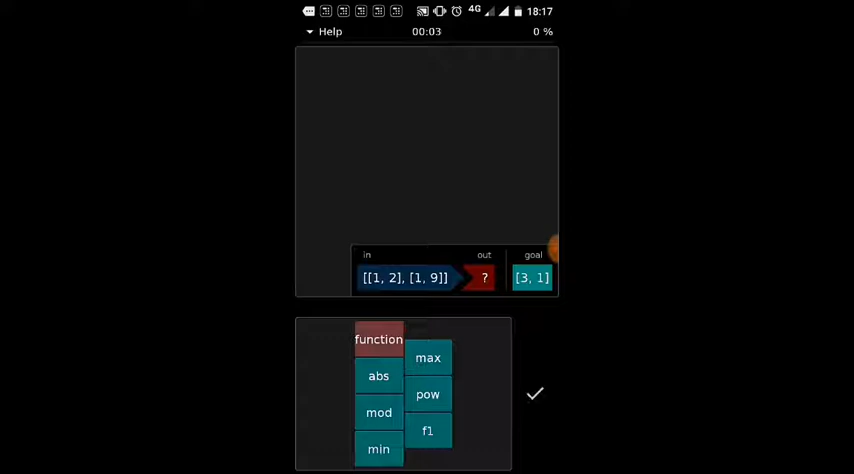 4G 18:17
Help 00:03 0 %
in out goal
[[1, 2], [1, 9]] ? [3, 1]
function
max
abs
pow
mod
f1
min